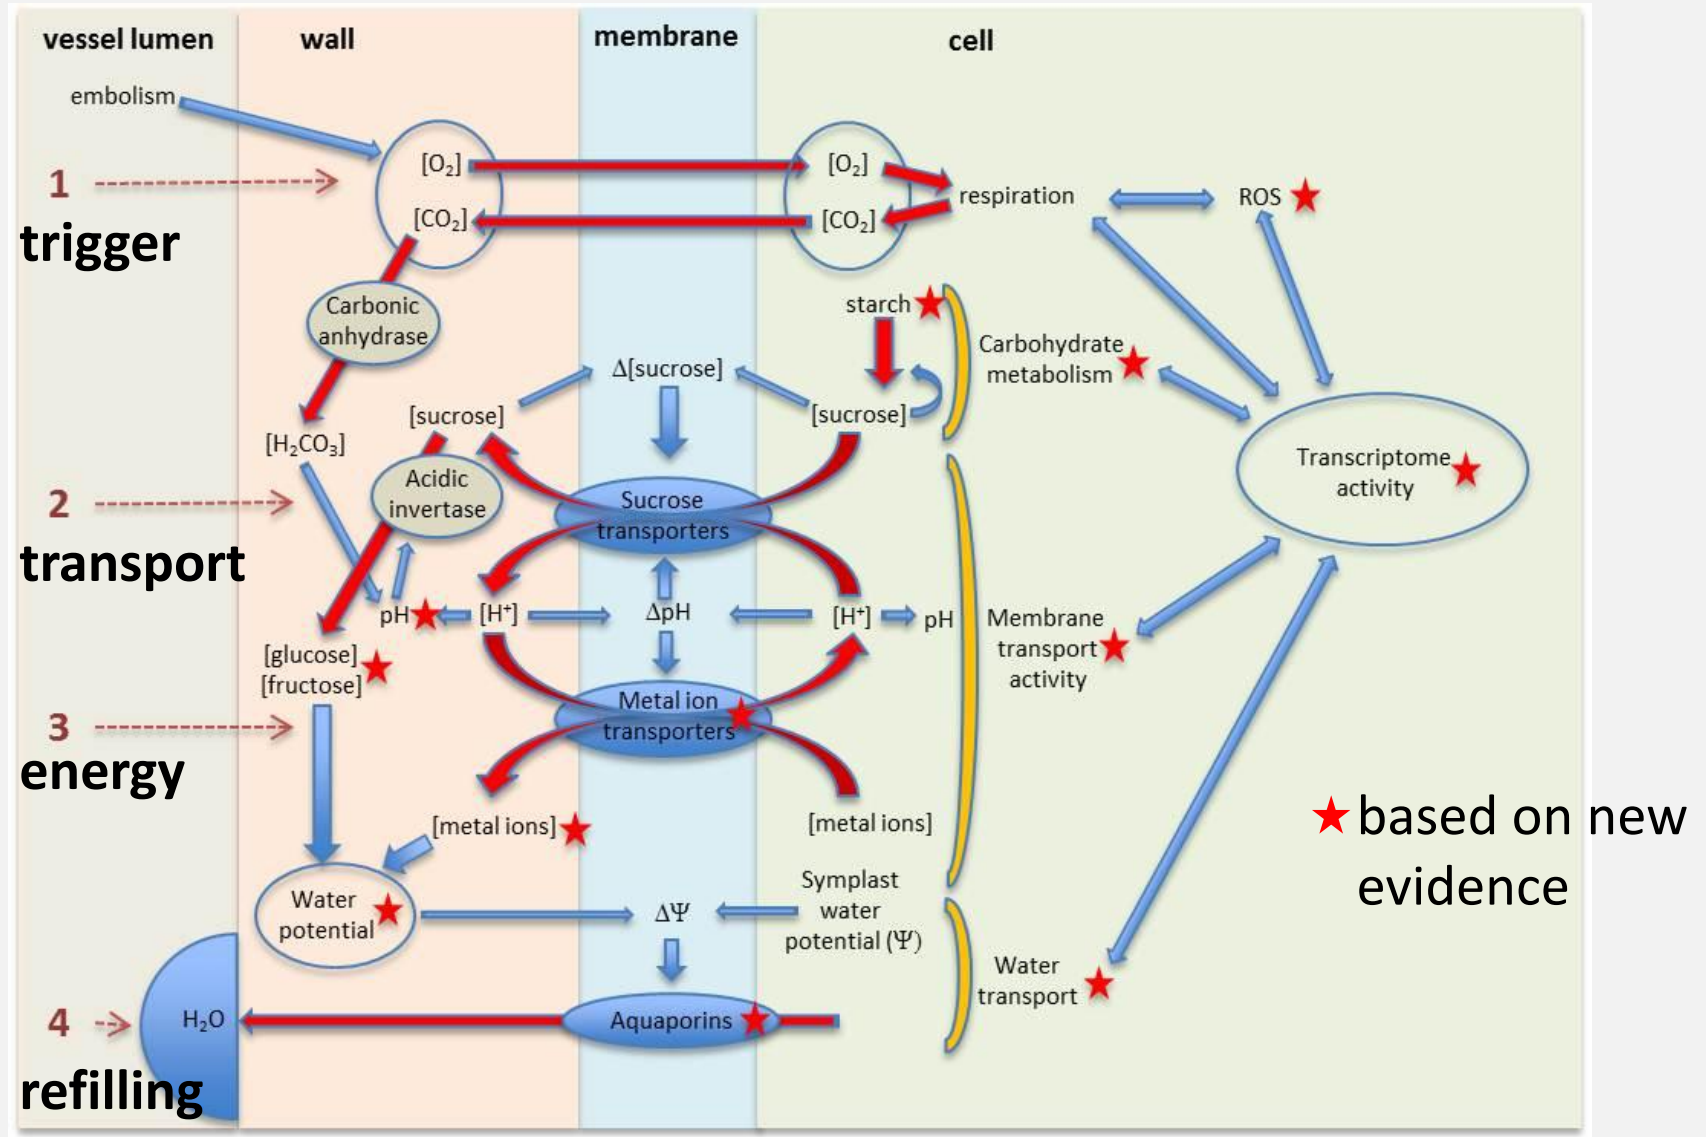 vessel lumen
wall
membrane
cell
embolism
[O₂]
[O₂]
1
trigger
[CO₂]
[CO₂]
respiration
ROS
Carbonic
anhydrase
starch
Carbohydrate
metabolism
Δ[sucrose]
[sucrose]
[sucrose]
[H₂CO₃]
Transcriptome
activity
2
transport
Acidic
invertase
Sucrose
transporters
pH
[H⁺]
ΔpH
[H⁺]
pH
Membrane
transport
activity
[glucose]
[fructose]
3
energy
Metal ion
transporters
[metal ions]
[metal ions]
based on new
evidence
Water
potential
ΔΨ
Symplast
water
potential (Ψ)
Water
transport
4
H₂O
Aquaporins
refilling